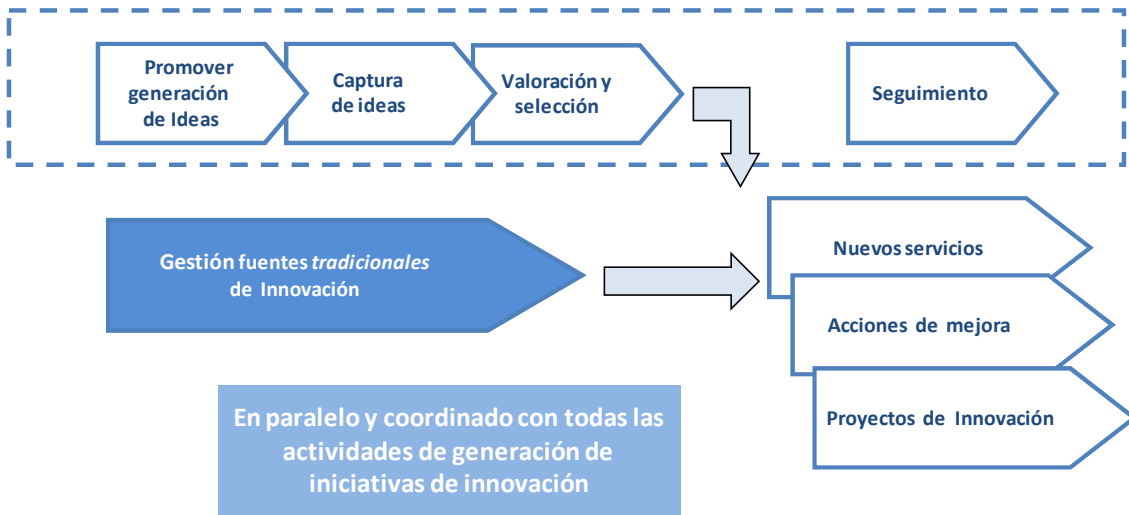 Promover
generación
de Ideas
Captura
de ideas
Valoración y
selección
Seguimiento
Gestión fuentes tradicionales
de Innovación
Nuevos servicios
Acciones de mejora
Proyectos de Innovación
En paralelo y coordinado con todas las
actividades de generación de
iniciativas de innovación